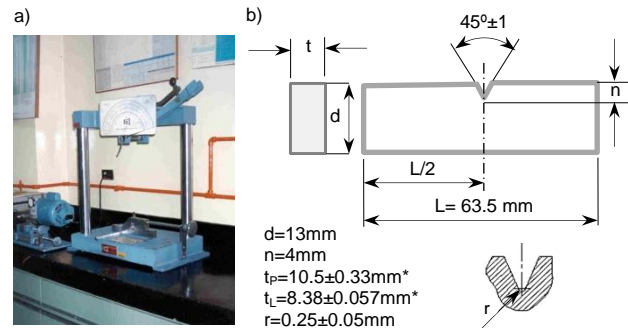 a)
b)
45⁰±1
t
n
d
L/2
L= 63.5 mm
d=13mm
n=4mm
tP=10.5±0.33mm*
tL=8.38±0.057mm*
r=0.25±0.05mm
r